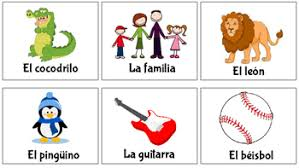 El cocodrilo
La familia
El león
El pingüino
La guitarra
El béisbol